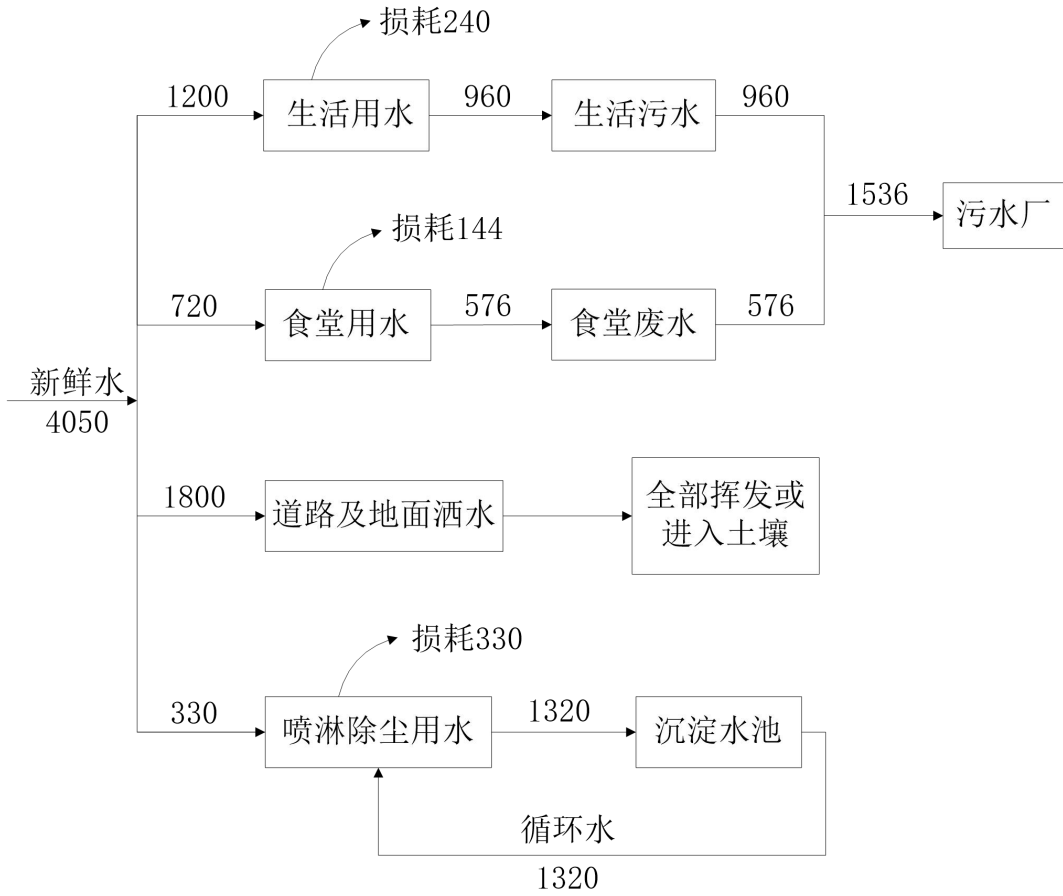 损耗240
1200
生活用水
960
生活污水
960
1536
污水厂
损耗144
720
食堂用水
576
食堂废水
576
新鲜水
4050
1800
道路及地面洒水
全部挥发或
进入土壤
损耗330
330
喷淋除尘用水
1320
沉淀水池
循环水
1320